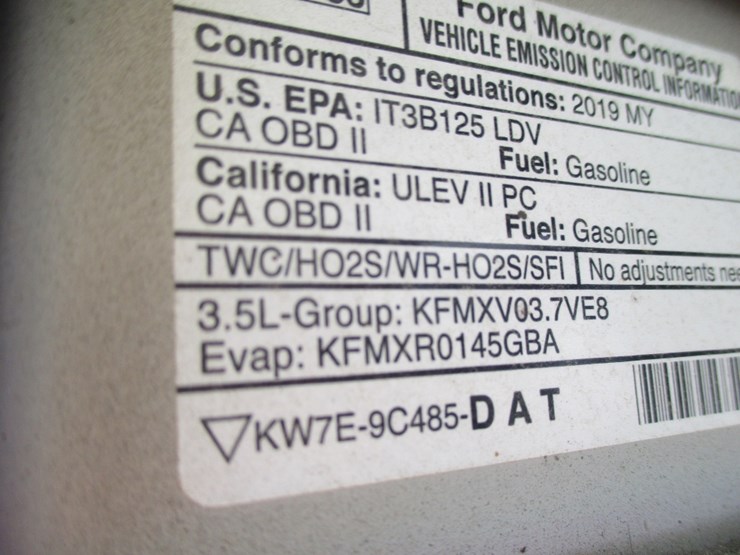 Ford Motor Company
VEHICLE EMISSION CONTROL INFORMATIO
Conforms to regulations: 2019 MY
U.S. EPA: IT3B125 LDV
CA OBD II Fuel: Gasoline
California: ULEV II PC
CA OBD II Fuel: Gasoline
TWC/HO2S/WR-HO2S/SFI No adjustments nee
3.5L-Group: KFMXV03.7VE8
Evap: KFMXR0145GBA
KW7E-9C485-D A T